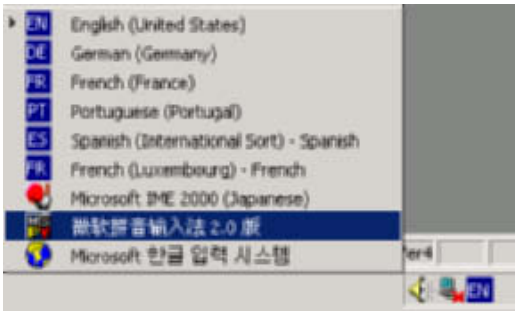 EN English (United States)
DE German (Germany)
FR French (France)
PT Portuguese (Portugal)
ES Spanish (International Sort) - Spanish
FR French (Luxembourg) - French
Microsoft IME 2000 (Japanese)
微软拼音输入法 2.0 版
Microsoft 한글 입력 시스템
fer4
EN